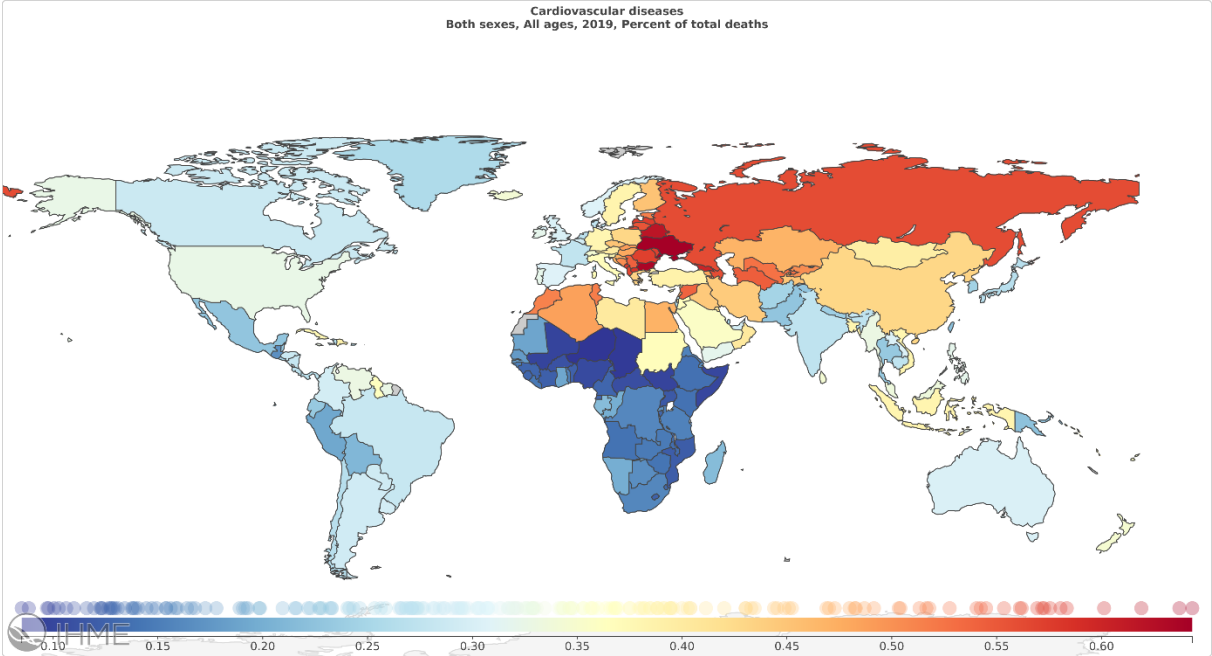 Cardiovascular diseases
Both sexes, All ages, 2019, Percent of total deaths
IHME
0.10 0.15 0.20 0.25 0.30 0.35 0.40 0.45 0.50 0.55 0.60